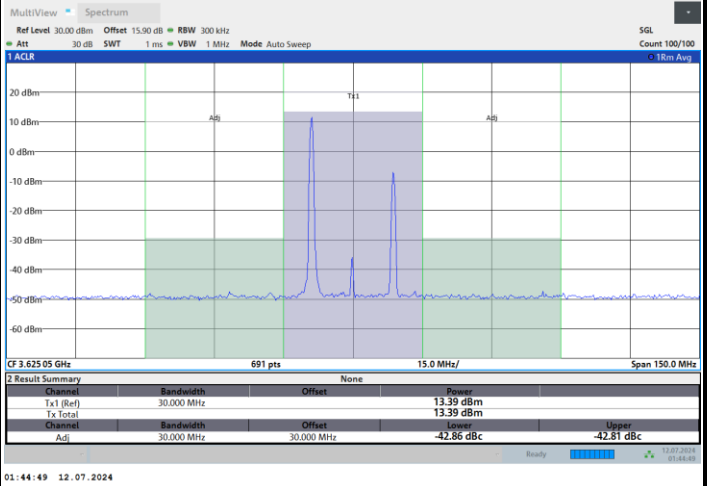 MultiView Spectrum
Ref Level 30.00 dBm Offset 15.90 dB RBW 300 kHz SGL
Att 30 dB SWT 1 ms VBW 1 MHz Mode Auto Sweep Count 100/100
1 ACLR 1Rm Avg
20 dBm
Tx1
Adj
Adj
10 dBm
0 dBm
-10 dBm
-20 dBm
-30 dBm
-40 dBm
-50 dBm
-60 dBm
CF 3.625 05 GHz 691 pts 15.0 MHz/ Span 150.0 MHz
2 Result Summary None
Channel Bandwidth Offset Power
Tx1 (Ref) 30.000 MHz 13.39 dBm
Tx Total 13.39 dBm
Channel Bandwidth Offset Lower Upper
Adj 30.000 MHz 30.000 MHz -42.86 dBc -42.81 dBc
Ready 12.07.2024
01:44:49
01:44:49 12.07.2024